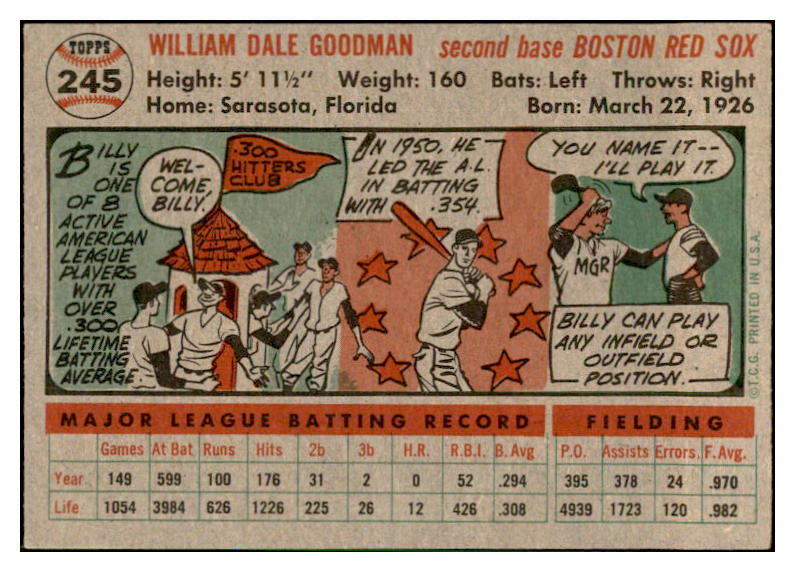 TOPPS
245
WILLIAM DALE GOODMAN second base BOSTON RED SOX
Height: 5' 11½" Weight: 160 Bats: Left Throws: Right
Home: Sarasota, Florida Born: March 22, 1926
BILLY
IS
ONE
OF 8
ACTIVE
AMERICAN
LEAGUE
PLAYERS
WITH
OVER
.300
LIFETIME
BATTING
AVERAGE.
WEL-
COME,
BILLY.
.300
HITTERS
CLUB
IN 1950, HE
LED THE A.L.
IN BATTING
WITH .354.
YOU NAME IT--
I'LL PLAY IT.
MGR
BILLY CAN PLAY
ANY INFIELD OR
OUTFIELD
POSITION.
©T.C.G. PRINTED IN U.S.A.
MAJOR LEAGUE BATTING RECORD FIELDING
Games At Bat Runs Hits 2b 3b H.R. R.B.I. B. Avg P.O. Assists Errors, F. Avg.
Year 149 599 100 176 31 2 0 52 .294 395 378 24 .970
Life 1054 3984 626 1226 225 26 12 426 .308 4939 1723 120 .982